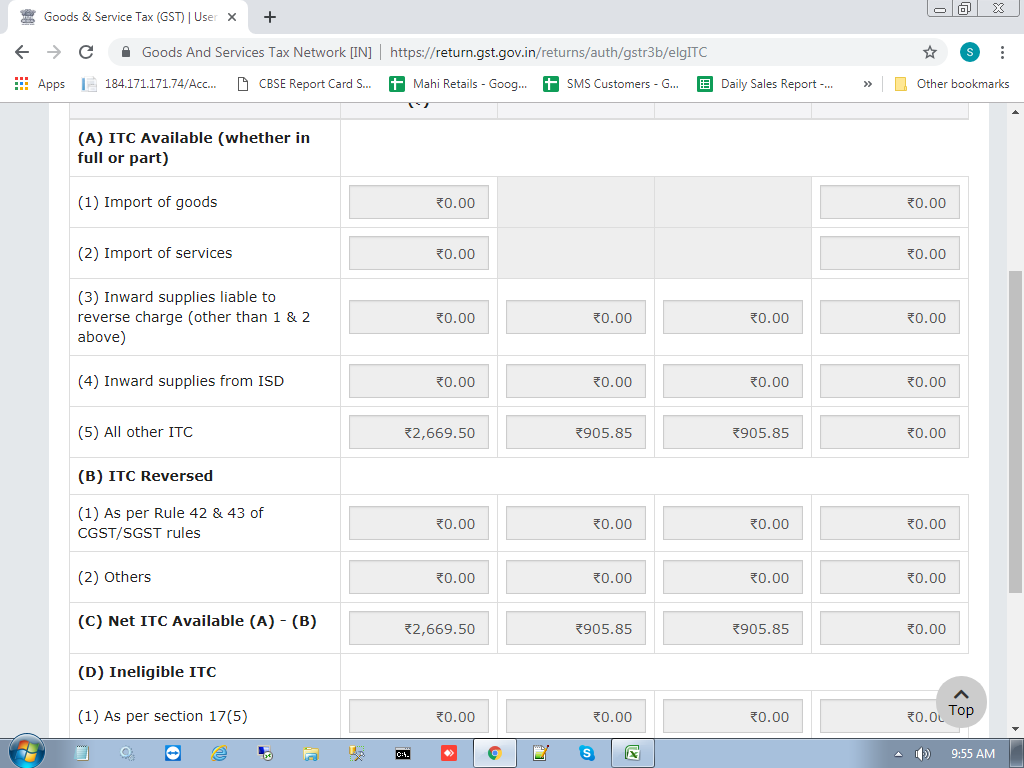 Goods & Service Tax (GST) | User
Goods And Services Tax Network [IN] | https://return.gst.gov.in/returns/auth/gstr3b/elgITC
S
Apps 184.171.171.74/Acc... CBSE Report Card S... Mahi Retails - Goog... SMS Customers - G... Daily Sales Report -... » Other bookmarks
(A) ITC Available (whether in
full or part)
(1) Import of goods ₹0.00 ₹0.00
(2) Import of services ₹0.00 ₹0.00
(3) Inward supplies liable to
reverse charge (other than 1 & 2
above)
₹0.00 ₹0.00 ₹0.00 ₹0.00
(4) Inward supplies from ISD ₹0.00 ₹0.00 ₹0.00 ₹0.00
(5) All other ITC ₹2,669.50 ₹905.85 ₹905.85 ₹0.00
(B) ITC Reversed
(1) As per Rule 42 & 43 of
CGST/SGST rules
₹0.00 ₹0.00 ₹0.00 ₹0.00
(2) Others ₹0.00 ₹0.00 ₹0.00 ₹0.00
(C) Net ITC Available (A) - (B) ₹2,669.50 ₹905.85 ₹905.85 ₹0.00
(D) Ineligible ITC
(1) As per section 17(5) ₹0.00 ₹0.00 ₹0.00 ₹0.00
Top
9:55 AM